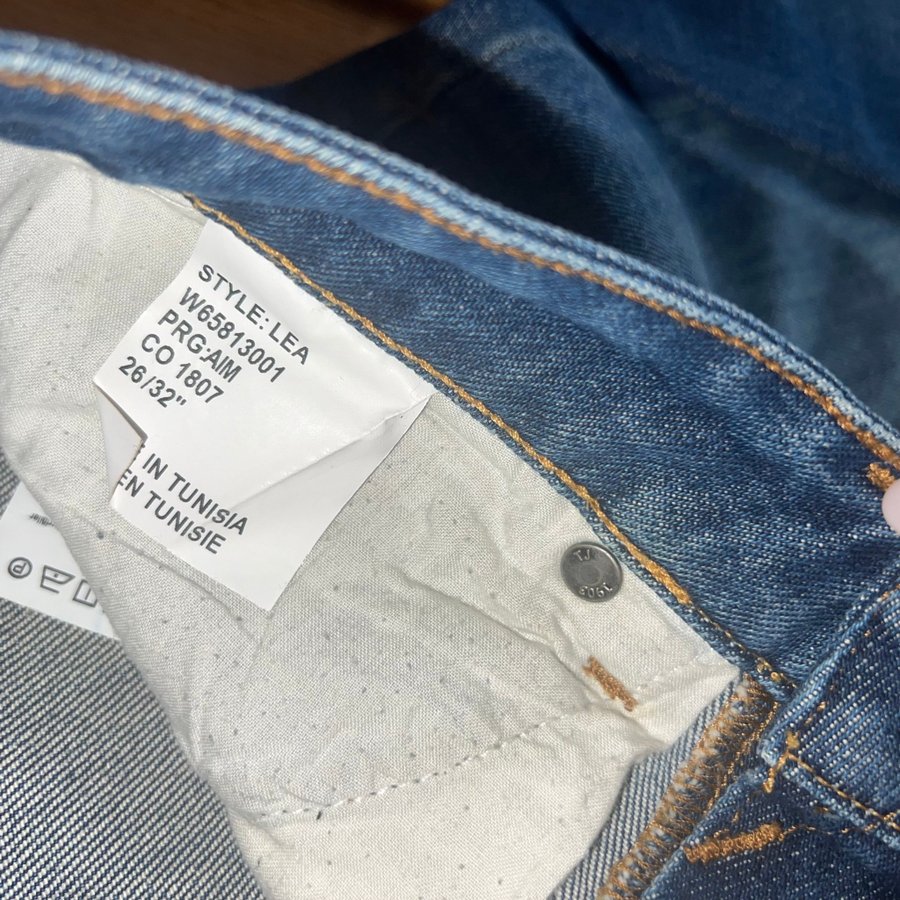 STYLE: LEA
W65813001
PRG:AIM
CO 1807
26/32"
IN TUNISIA
EN TUNISIE